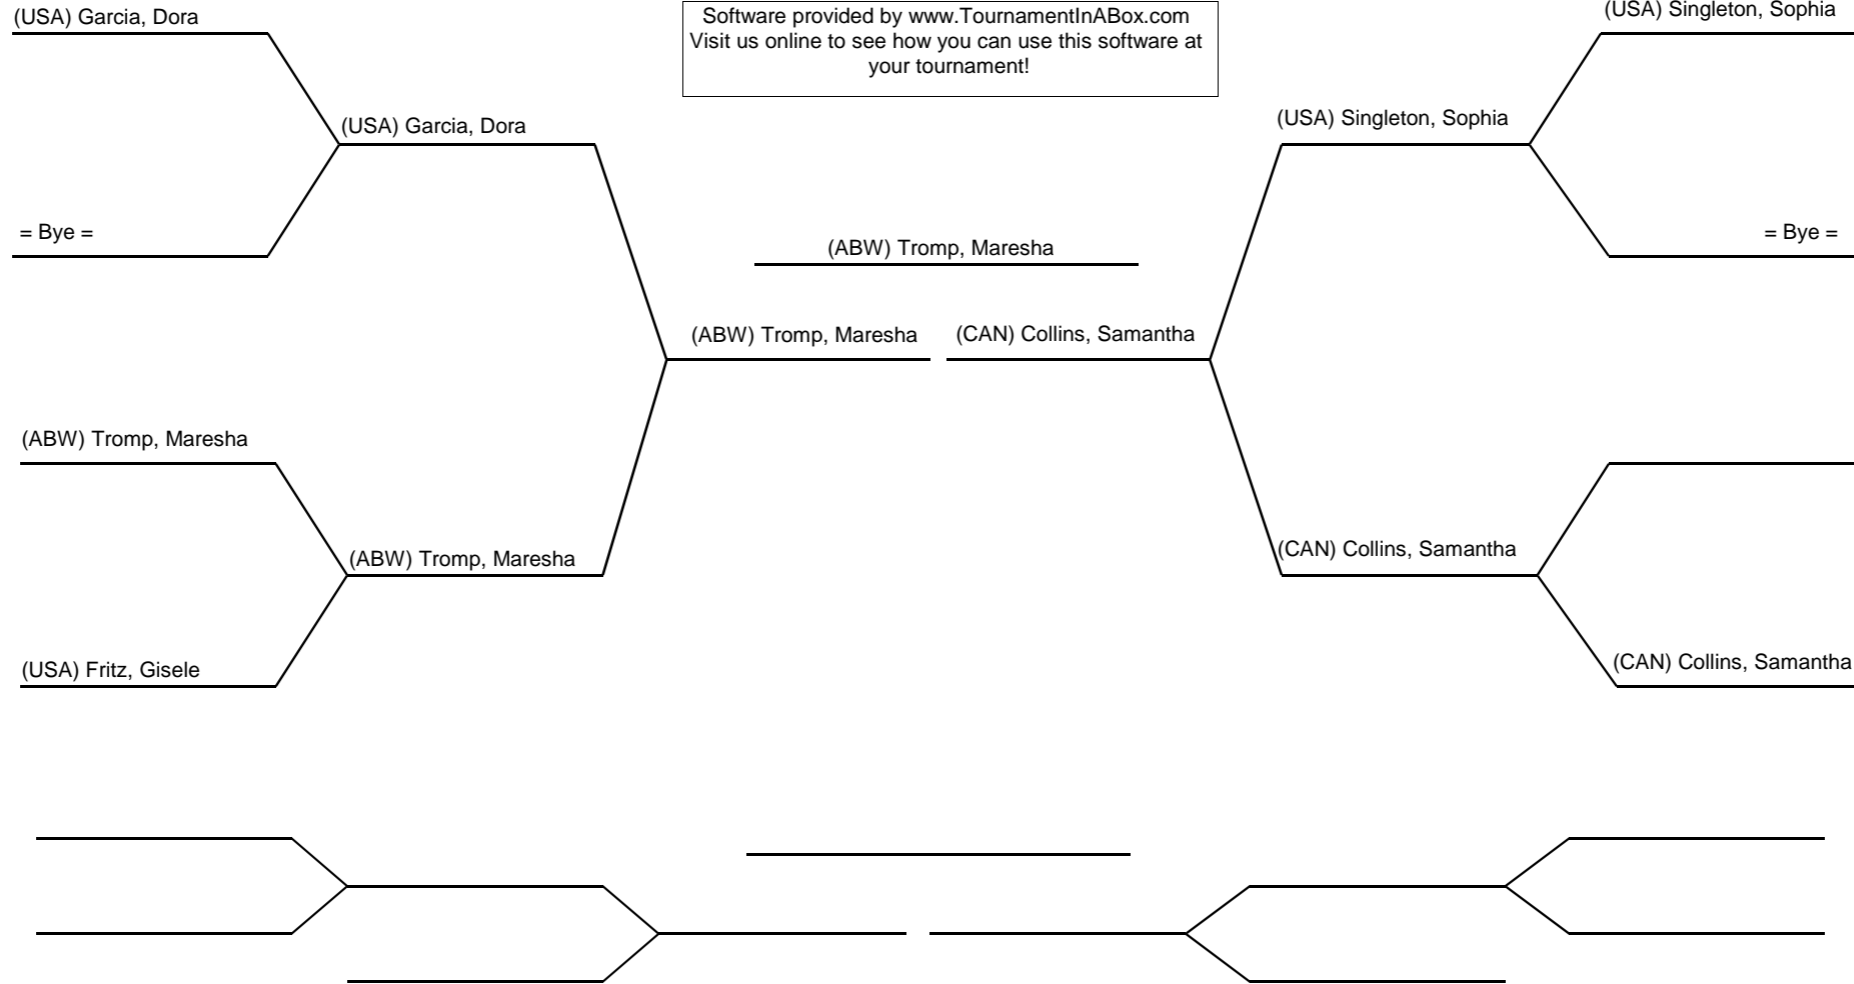 (USA) Garcia, Dora
Software provided by www.TournamentInABox.com
Visit us online to see how you can use this software at
your tournament!
(USA) Singleton, Sophia
(USA) Garcia, Dora
(USA) Singleton, Sophia
= Bye =
= Bye =
(ABW) Tromp, Maresha
(ABW) Tromp, Maresha
(CAN) Collins, Samantha
(ABW) Tromp, Maresha
(ABW) Tromp, Maresha
(CAN) Collins, Samantha
(USA) Fritz, Gisele
(CAN) Collins, Samantha